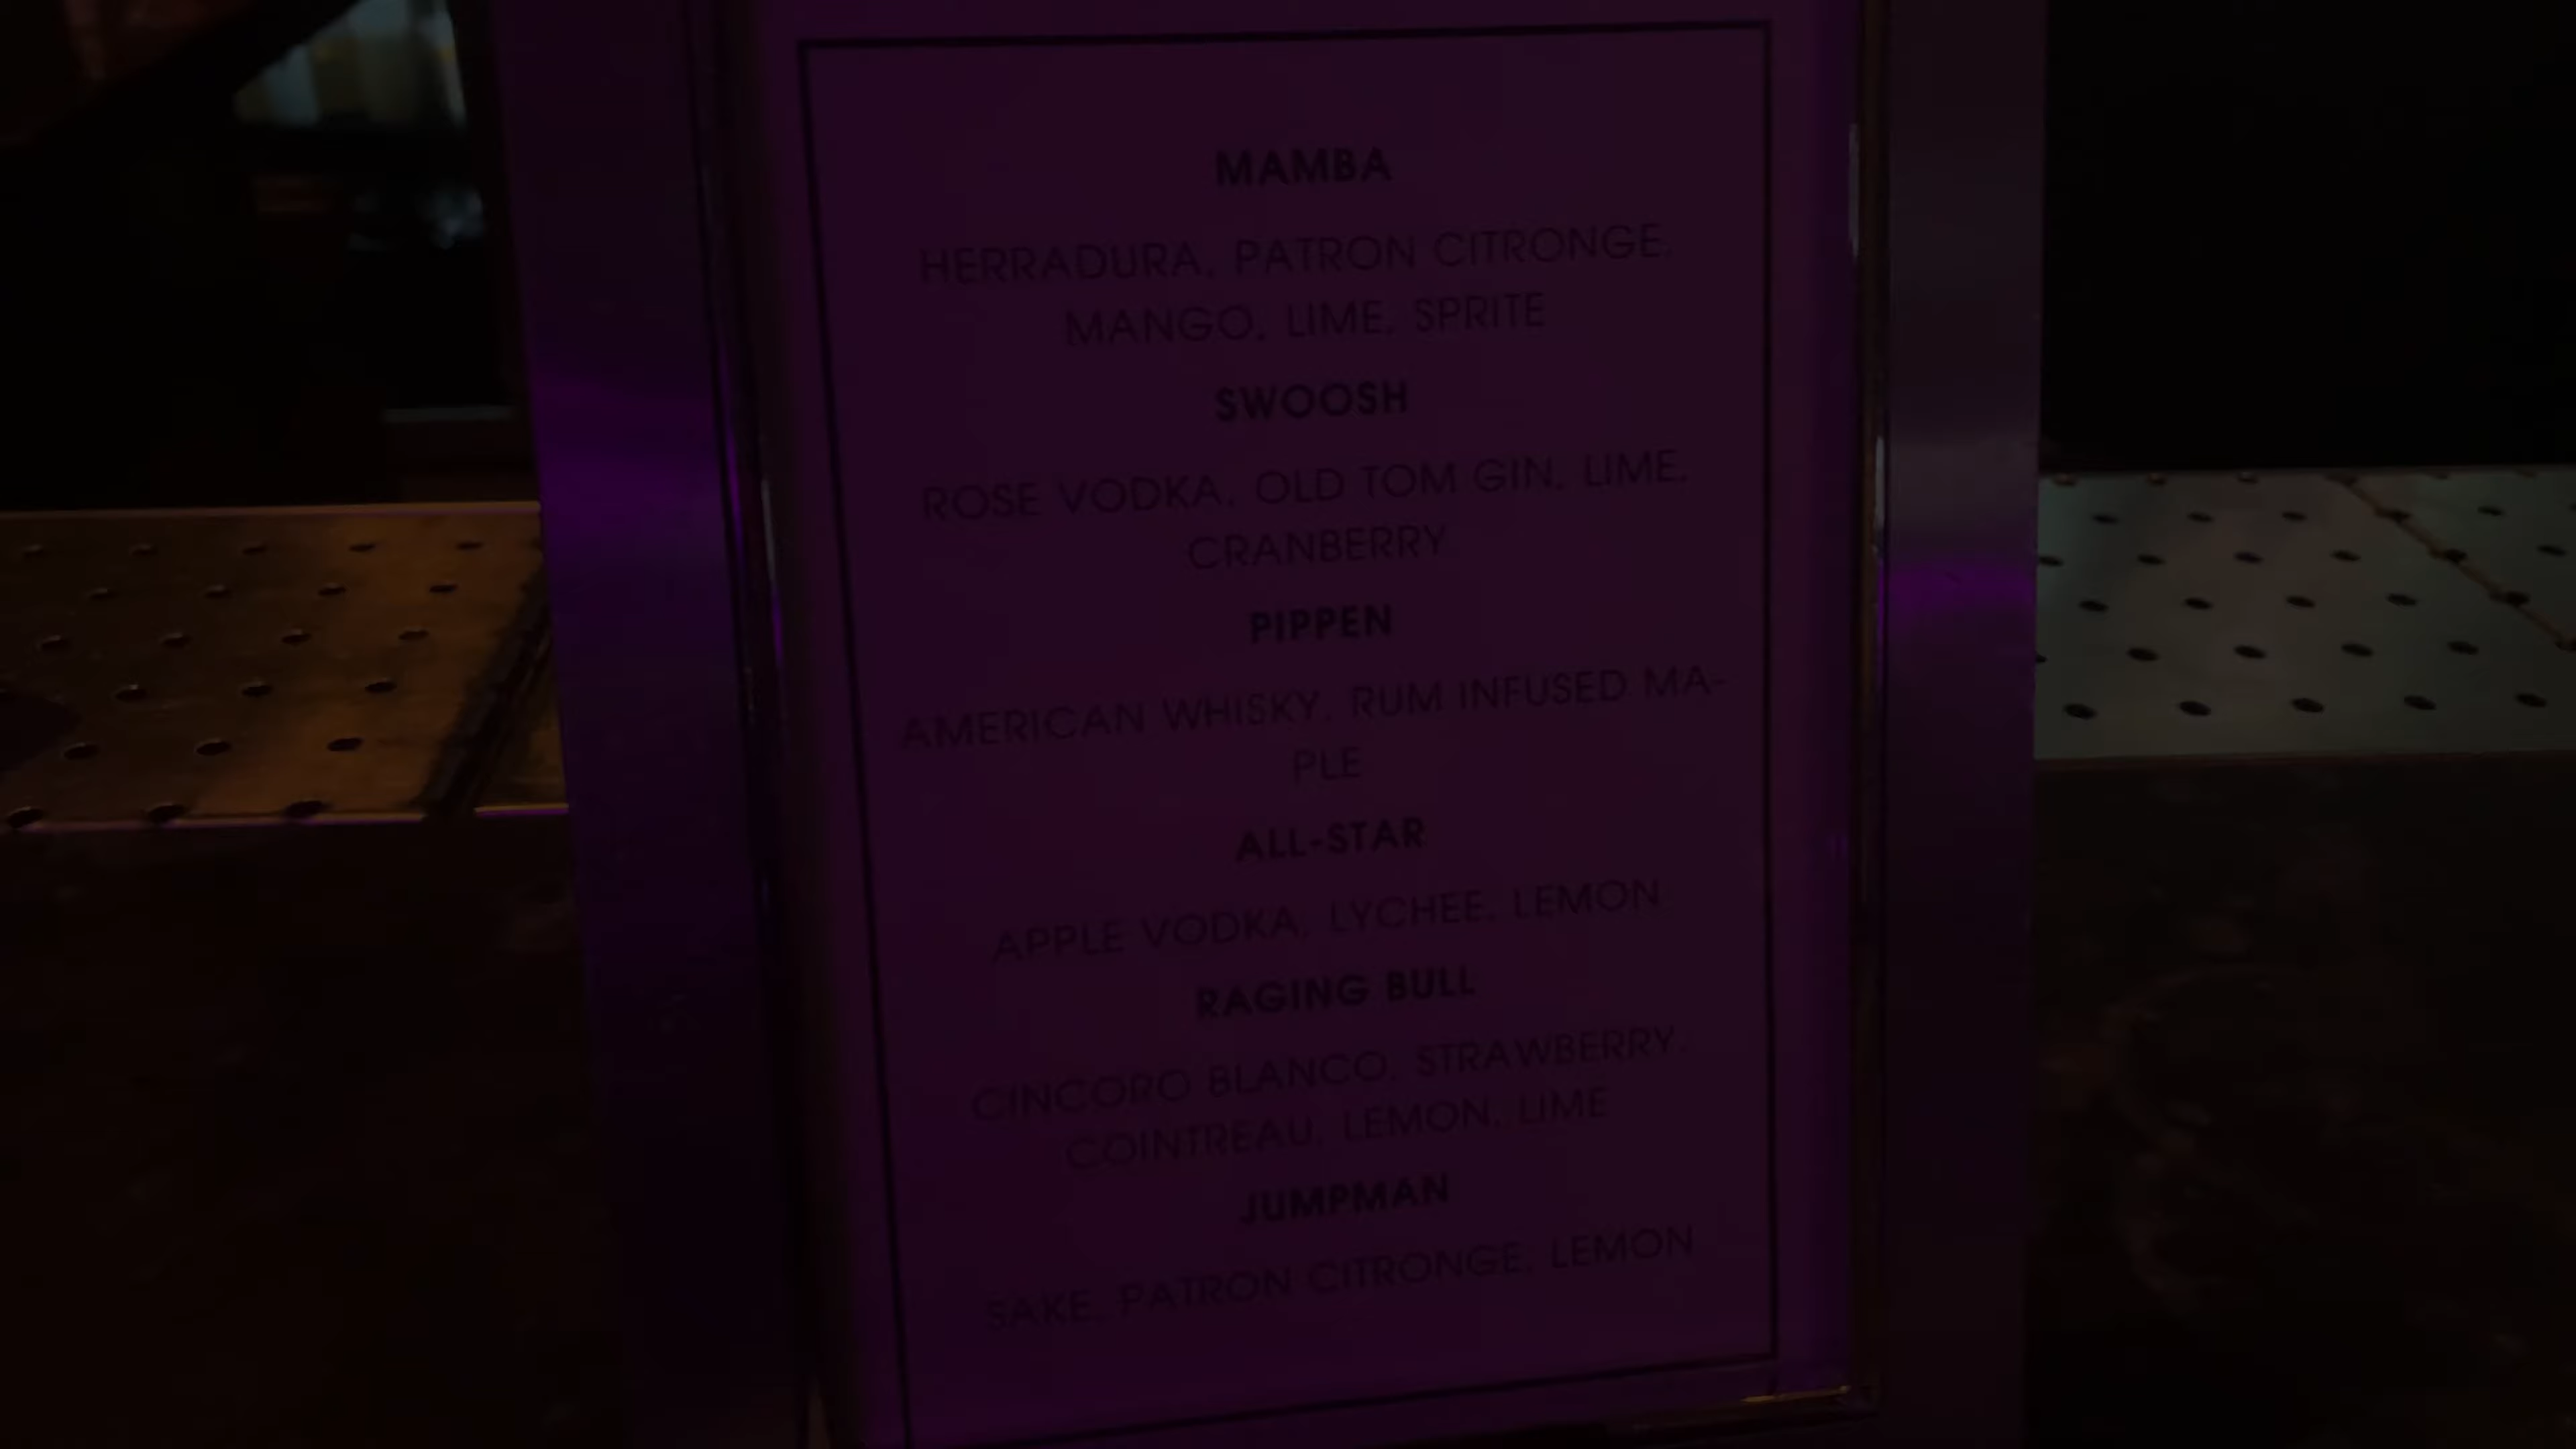 MAMBA
HERRADURA, PATRON CITRONGE,
MANGO, LIME, SPRITE
SWOOSH
ROSE VODKA, OLD TOM GIN, LIME,
CRANBERRY
PIPPEN
AMERICAN WHISKY, RUM INFUSED MA-
PLE
ALL-STAR
APPLE VODKA, LYCHEE, LEMON
RAGING BULL
CINCORO BLANCO, STRAWBERRY
COINTREAU, LEMON, LIME
JUMPMAN
SAKE, PATRON CITRONGE, LEMON